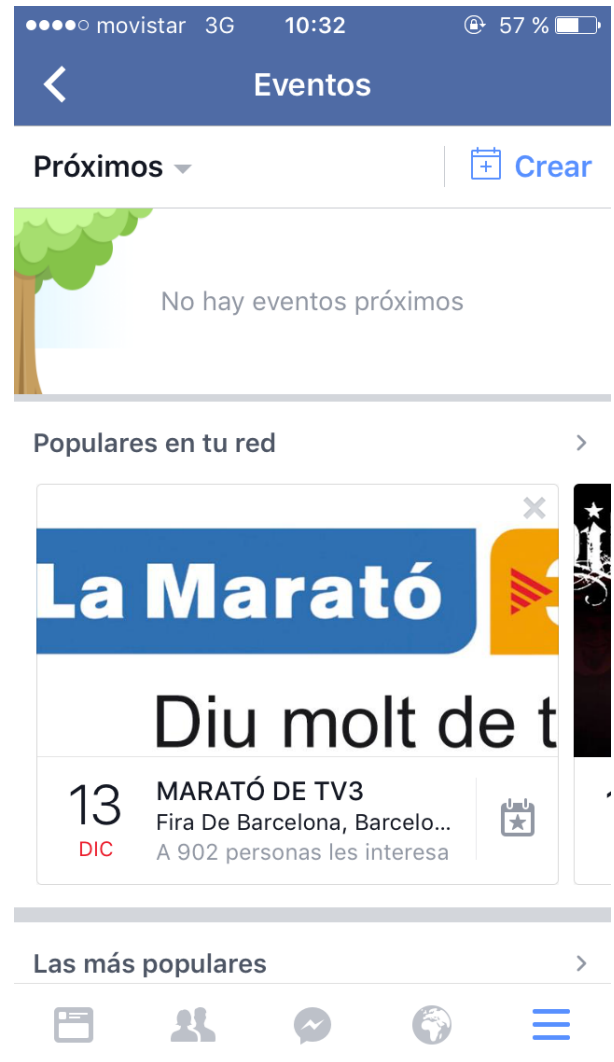 movistar 3G 10:32 57 %
Eventos
Próximos Crear
No hay eventos próximos
Populares en tu red
La Marató 3
Diu molt de t
13 MARATÓ DE TV3
Fira De Barcelona, Barcelo...
DIC A 902 personas les interesa
Las más populares